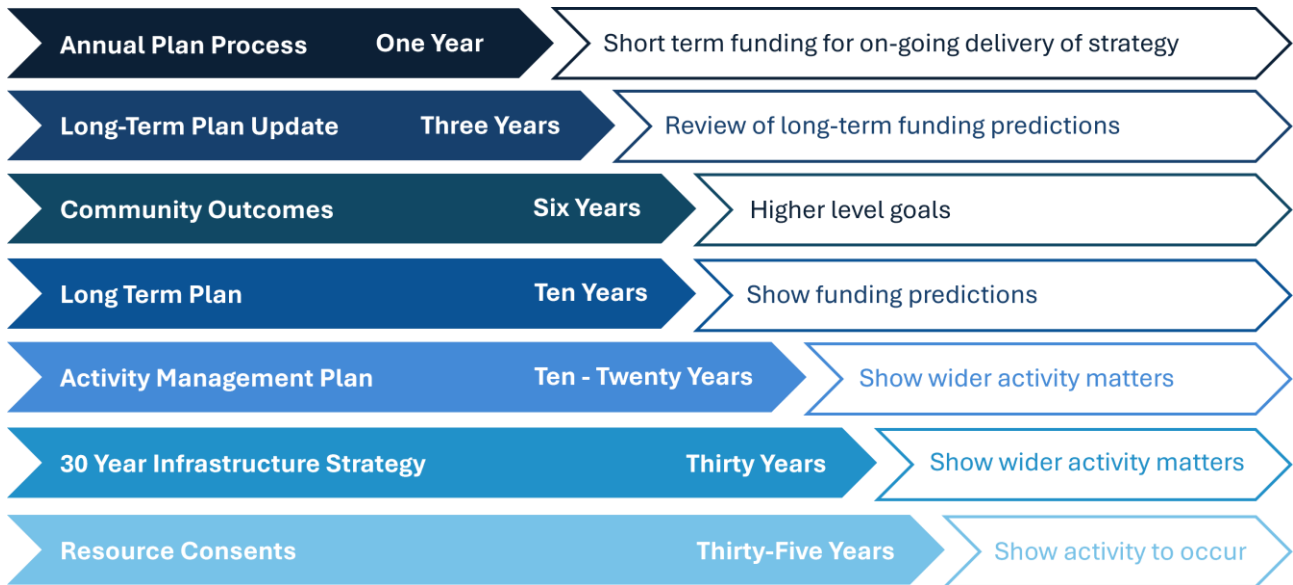 Annual Plan Process One Year Short term funding for on-going delivery of strategy
Long-Term Plan Update Three Years Review of long-term funding predictions
Community Outcomes Six Years Higher level goals
Long Term Plan Ten Years Show funding predictions
Activity Management Plan Ten - Twenty Years Show wider activity matters
30 Year Infrastructure Strategy Thirty Years Show wider activity matters
Resource Consents Thirty-Five Years Show activity to occur